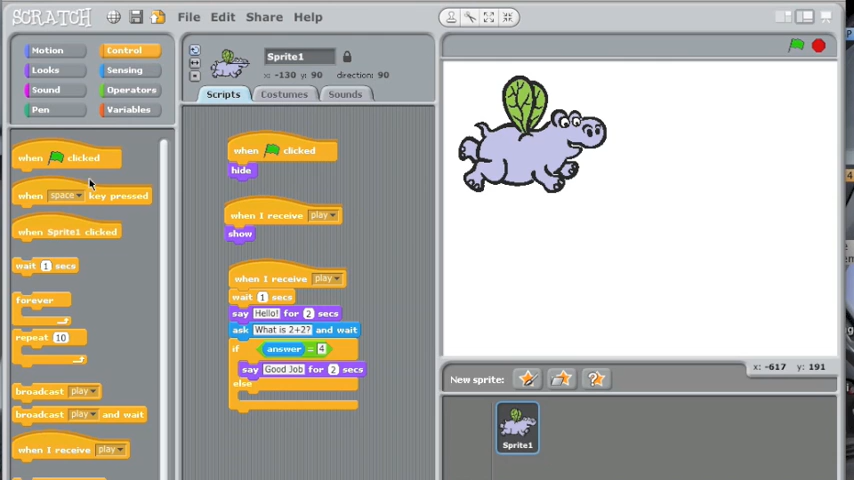 SCRATCH File Edit Share Help
Motion Control
Looks Sensing
Sound Operators
Pen Variables
when clicked
when space key pressed
when Sprite1 clicked
wait 1 secs
forever
repeat 10
broadcast play
broadcast play and wait
when I receive play
Sprite1
x: -130 y: 90 direction: 90
Scripts Costumes Sounds
when clicked
hide
when I receive play
show
when I receive play
wait 1 secs
say Hello! for 2 secs
ask What is 2+2? and wait
if answer = 4
say Good Job for 2 secs
else
x: -617 y: 191
New sprite:
Sprite1